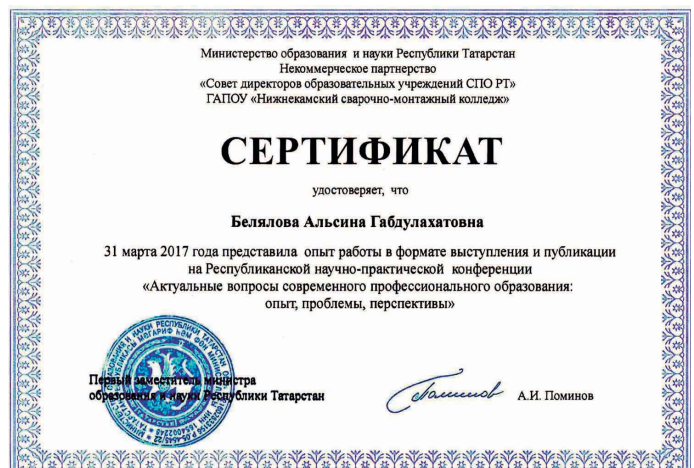 Министерство образования и науки Республики Татарстан
Некоммерческое партнерство
«Совет директоров образовательных учреждений СПО РТ»
ГАПОУ «Нижнекамский сварочно-монтажный колледж»
СЕРТИФИКАТ
удостоверяет, что
Белялова Альсина Габдулахатовна
31 марта 2017 года представила опыт работы в формате выступления и публикации
на Республиканской научно-практической конференции
«Актуальные вопросы современного профессионального образования:
опыт, проблемы, перспективы»
Первый заместитель министра
образования и науки Республики Татарстан
А.И. Поминов